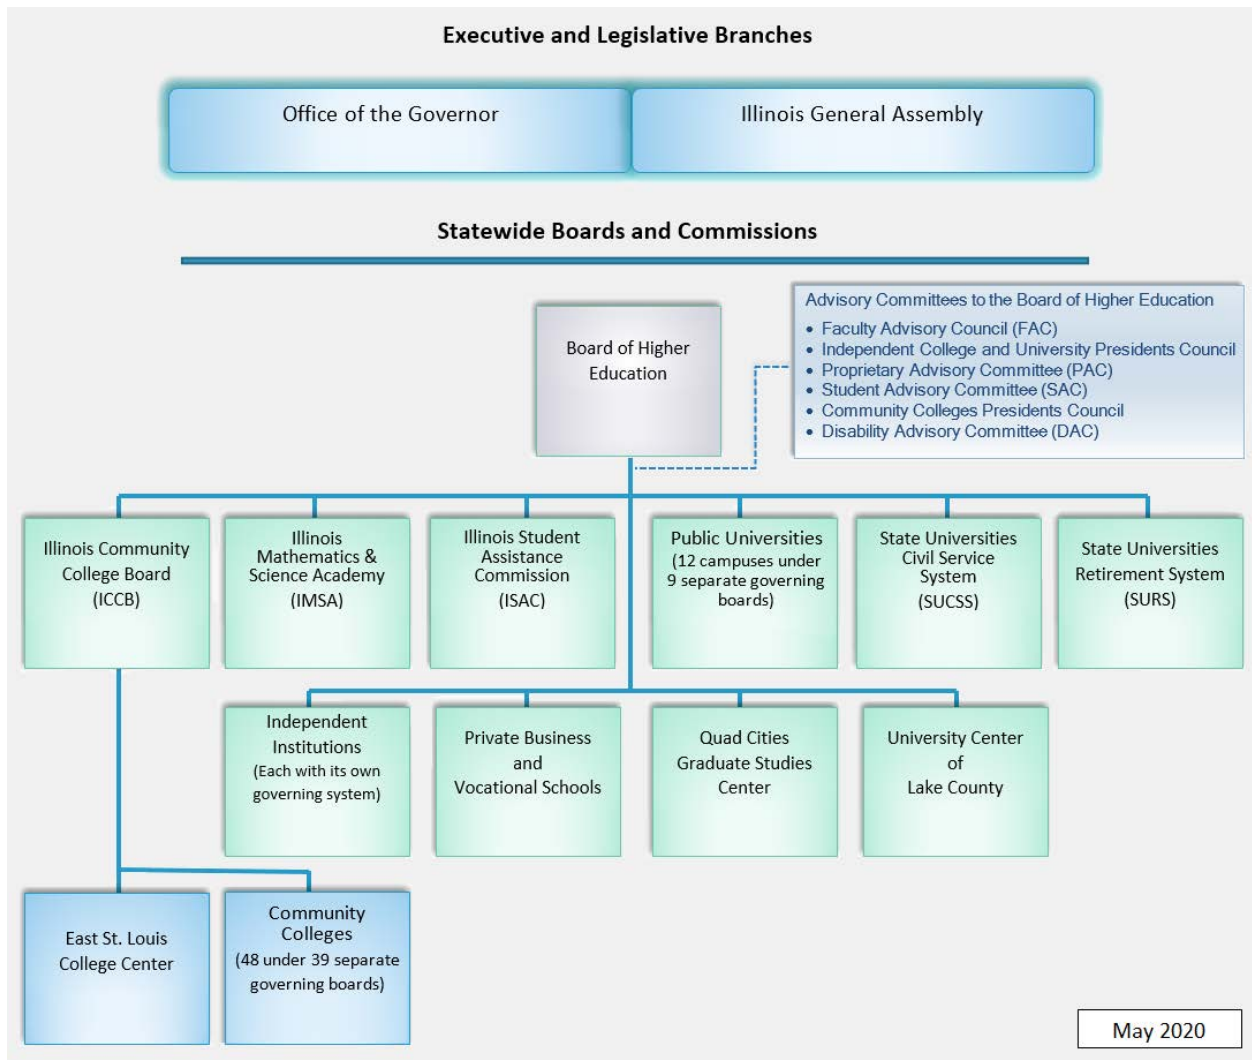 Executive and Legislative Branches
Office of the Governor
Illinois General Assembly
Statewide Boards and Commissions
Board of Higher
Education
Advisory Committees to the Board of Higher Education
• Faculty Advisory Council (FAC)
• Independent College and University Presidents Council
• Proprietary Advisory Committee (PAC)
• Student Advisory Committee (SAC)
• Community Colleges Presidents Council
• Disability Advisory Committee (DAC)
Illinois Community
College Board
(ICCB)
Illinois
Mathematics &
Science Academy
(IMSA)
Illinois Student
Assistance
Commission
(ISAC)
Public Universities
(12 campuses under
9 separate governing
boards)
State Universities
Civil Service
System
(SUCSS)
State Universities
Retirement System
(SURS)
Independent
Institutions
(Each with its own
governing system)
Private Business
and
Vocational Schools
Quad Cities
Graduate Studies
Center
University Center
of
Lake County
East St. Louis
College Center
Community
Colleges
(48 under 39 separate
governing boards)
May 2020